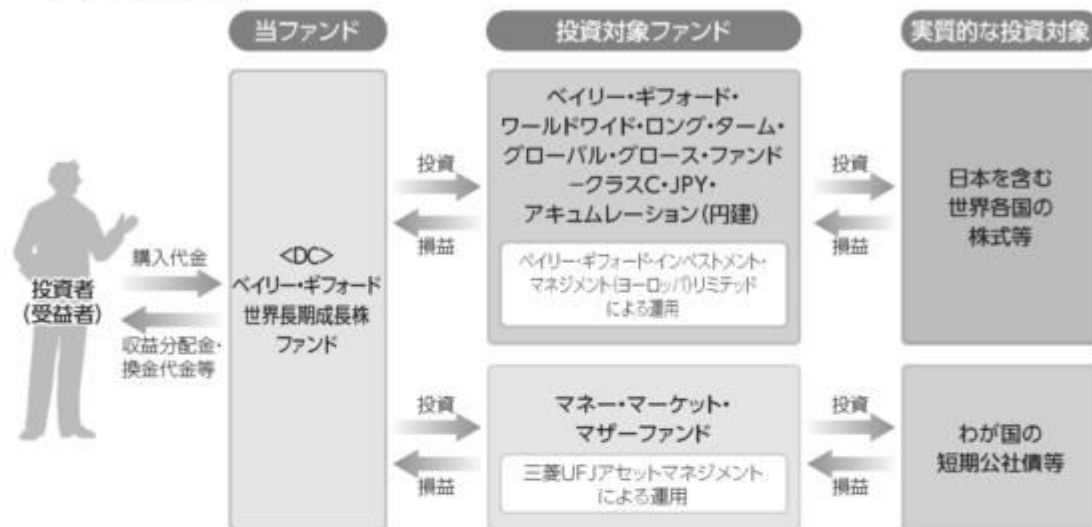 当ファンド
投資対象ファンド
実質的な投資対象
投資者
(受益者)
購入代金
収益分配金・
換金代金等
<DC>
ベイリー・ギフォード
世界長期成長株
ファンド
投資
損益
ベイリー・ギフォード・
ワールドワイド・ロング・ターム・
グローバル・グロース・ファンド
−クラスC・JPY・
アキュムレーション(円建)
ベイリー・ギフォード・インベストメント・
マネジメント(ヨーロッパ)リミテッド
による運用
投資
損益
日本を含む
世界各国の
株式等
投資
損益
マネー・マーケット・
マザーファンド
三菱UFJアセットマネジメント
による運用
投資
損益
わが国の
短期公社債等